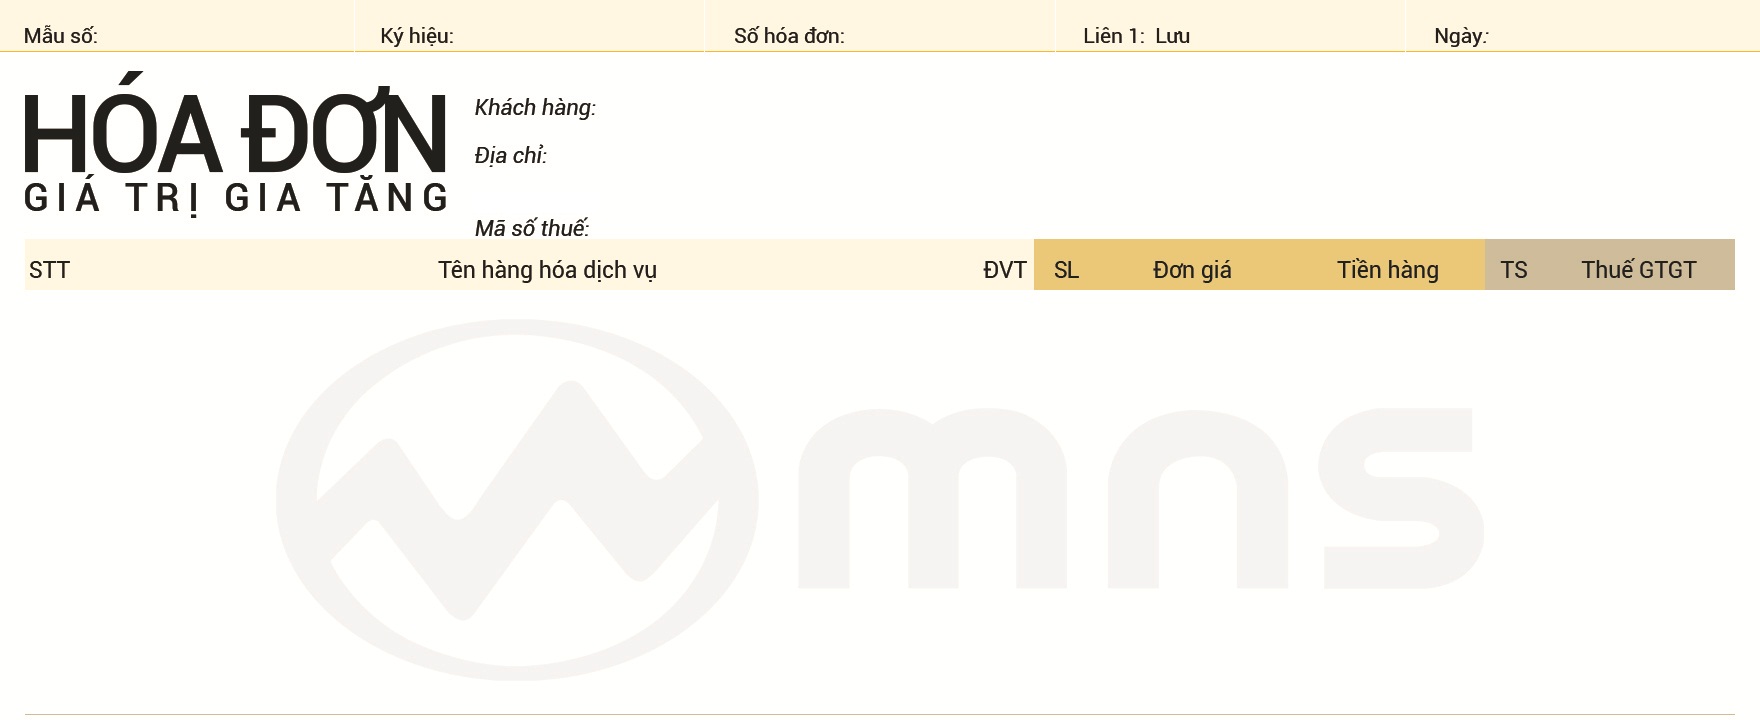 Mẫu số: Ký hiệu: Số hóa đơn: Liên 1: Lưu Ngày:
HÓA ĐƠN
GIÁ TRỊ GIA TĂNG
Khách hàng:
Địa chỉ:
Mã số thuế:
STT Tên hàng hóa dịch vụ ĐVT SL Đơn giá Tiền hàng TS Thuế GTGT
mns